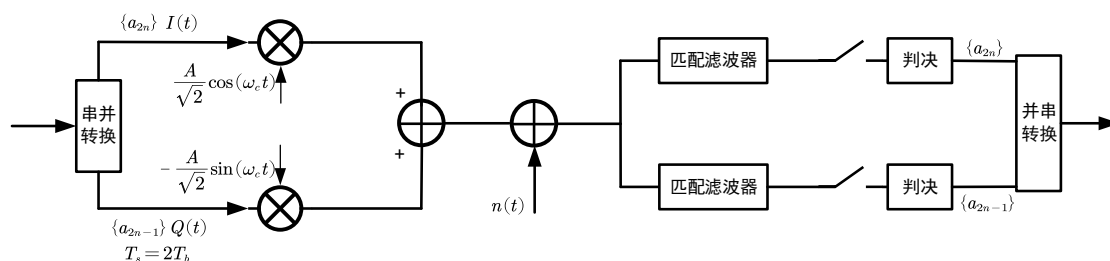 {a_{2n}} I(t)
串并
转换
A/√2 cos(ω_c t)
-A/√2 sin(ω_c t)
{a_{2n-1}} Q(t)
T_s = 2T_b
+
+
n(t)
匹配滤波器
判决
{a_{2n}}
匹配滤波器
判决
{a_{2n-1}}
并串
转换